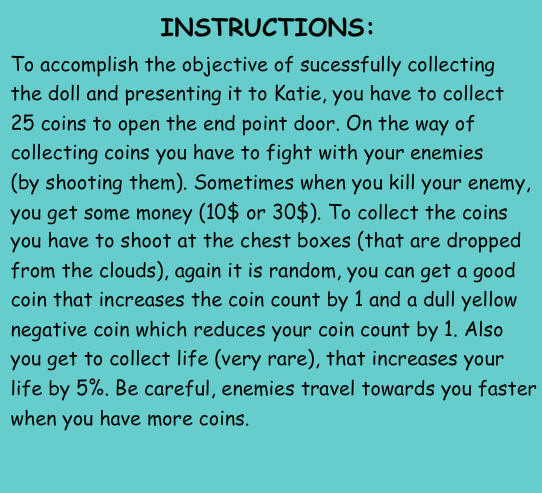 INSTRUCTIONS:
To accomplish the objective of sucessfully collecting
the doll and presenting it to Katie, you have to collect
25 coins to open the end point door. On the way of
collecting coins you have to fight with your enemies
(by shooting them). Sometimes when you kill your enemy,
you get some money (10$ or 30$). To collect the coins
you have to shoot at the chest boxes (that are dropped
from the clouds), again it is random, you can get a good
coin that increases the coin count by 1 and a dull yellow
negative coin which reduces your coin count by 1. Also
you get to collect life (very rare), that increases your
life by 5%. Be careful, enemies travel towards you faster
when you have more coins.